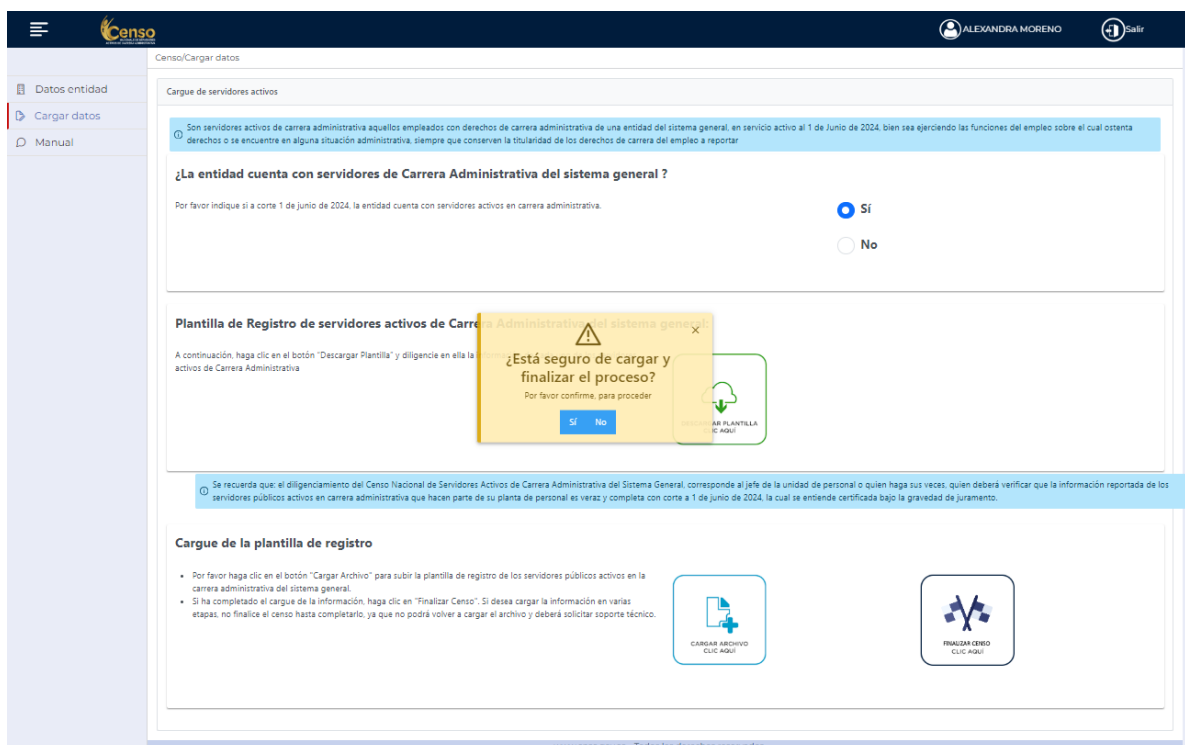 Censo
ALEXANDRA MORENO
Salir
Censo/Cargar datos
Datos entidad
Cargar datos
Manual
Cargue de servidores activos
Son servidores activos de carrera administrativa aquellos empleados con derechos de carrera administrativa de una entidad del sistema general, en servicio activo al 1 de Junio de 2024, bien sea ejerciendo las funciones del empleo sobre el cual ostenta
derechos o se encuentre en alguna situación administrativa, siempre que conserven la titularidad de los derechos de carrera del empleo a reportar
¿La entidad cuenta con servidores de Carrera Administrativa del sistema general ?
Por favor indique si a corte 1 de junio de 2024, la entidad cuenta con servidores activos en carrera administrativa.
Sí
No
Plantilla de Registro de servidores activos de Carrera Administrativa del sistema general:
A continuación, haga clic en el botón "Descargar Plantilla" y diligencie en ella la
activos de Carrera Administrativa
¿Está seguro de cargar y
finalizar el proceso?
Por favor confirme, para proceder
Sí No
AR PLANTILLA
IC AQUÍ
Se recuerda que: el diligenciamiento del Censo Nacional de Servidores Activos de Carrera Administrativa del Sistema General, corresponde al jefe de la unidad de personal o quien haga sus veces, quien deberá verificar que la información reportada de los
servidores públicos activos en carrera administrativa que hacen parte de su planta de personal es veraz y completa con corte a 1 de junio de 2024, la cual se entiende certificada bajo la gravedad de juramento.
Cargue de la plantilla de registro
Por favor haga clic en el botón "Cargar Archivo" para subir la plantilla de registro de los servidores públicos activos en la
carrera administrativa del sistema general.
Si ha completado el cargue de la información, haga clic en "Finalizar Censo". Si desea cargar la información en varias
etapas, no finalice el censo hasta completarlo, ya que no podrá volver a cargar el archivo y deberá solicitar soporte técnico.
CARGAR ARCHIVO
CLIC AQUÍ
FINALIZAR CENSO
CLIC AQUÍ